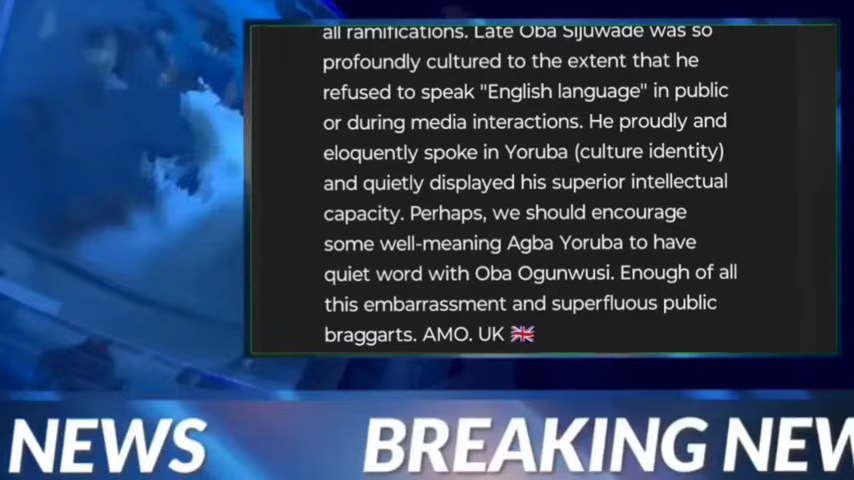 all ramifications. Late Oba Sijuwade was so
profoundly cultured to the extent that he
refused to speak "English language" in public
or during media interactions. He proudly and
eloquently spoke in Yoruba (culture identity)
and quietly displayed his superior intellectual
capacity. Perhaps, we should encourage
some well-meaning Agba Yoruba to have
quiet word with Oba Ogunwusi. Enough of all
this embarrassment and superfluous public
braggarts. AMO. UK 🇬🇧
NEWS BREAKING NEW